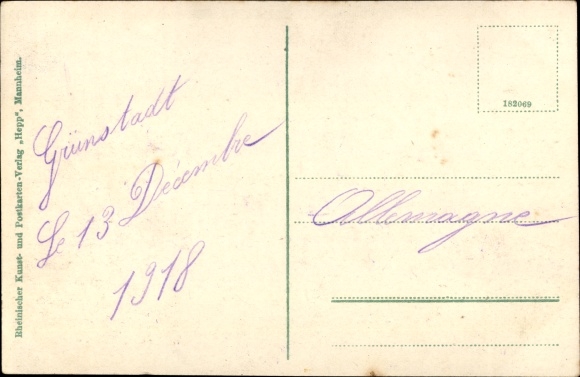 Rheinischer Kunst- und Postkarten-Verlag „Hepp“, Mannheim.
Grünstadt
Le 13 Décembre
1918
182069
Allemagne